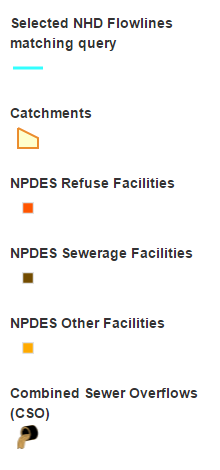 Selected NHD Flowlines
matching query
Catchments
NPDES Refuse Facilities
NPDES Sewerage Facilities
NPDES Other Facilities
Combined Sewer Overflows
(CSO)